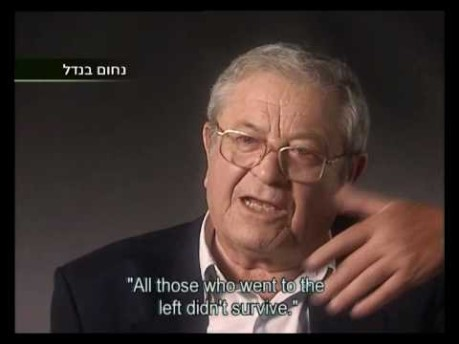 נחום בנדל
"All those who went to the
left didn't survive."